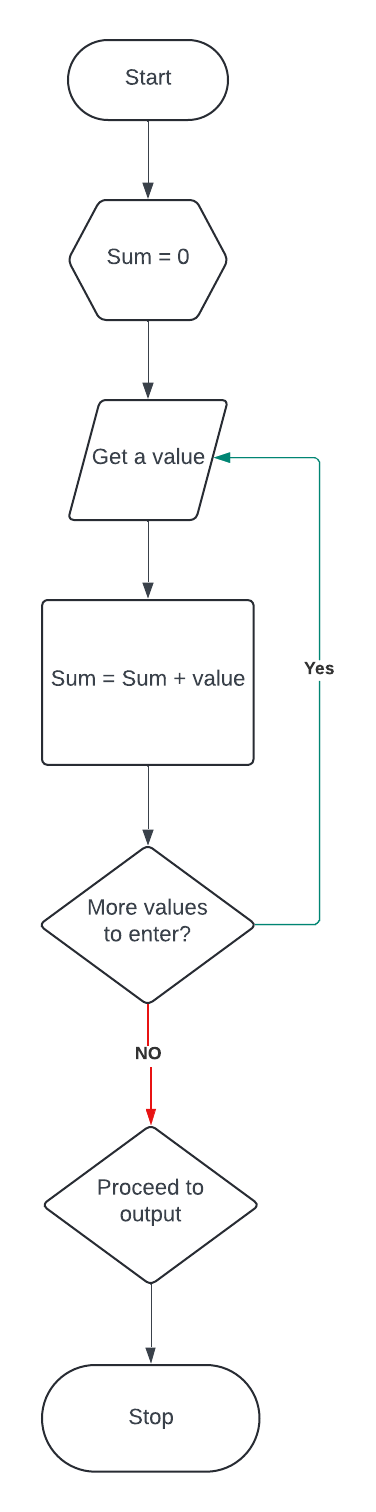 Start
Sum = 0
Get a value
Sum = Sum + value
Yes
More values
to enter?
NO
Proceed to
output
Stop